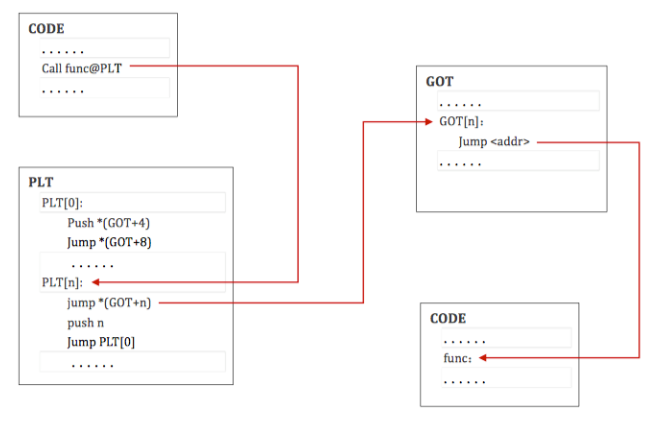 CODE
......
Call func@PLT
......
PLT
PLT[0]:
Push *(GOT+4)
Jump *(GOT+8)
......
PLT[n]:
jump *(GOT+n)
push n
Jump PLT[0]
......
GOT
......
GOT[n]:
Jump <addr>
......
CODE
......
func:
......